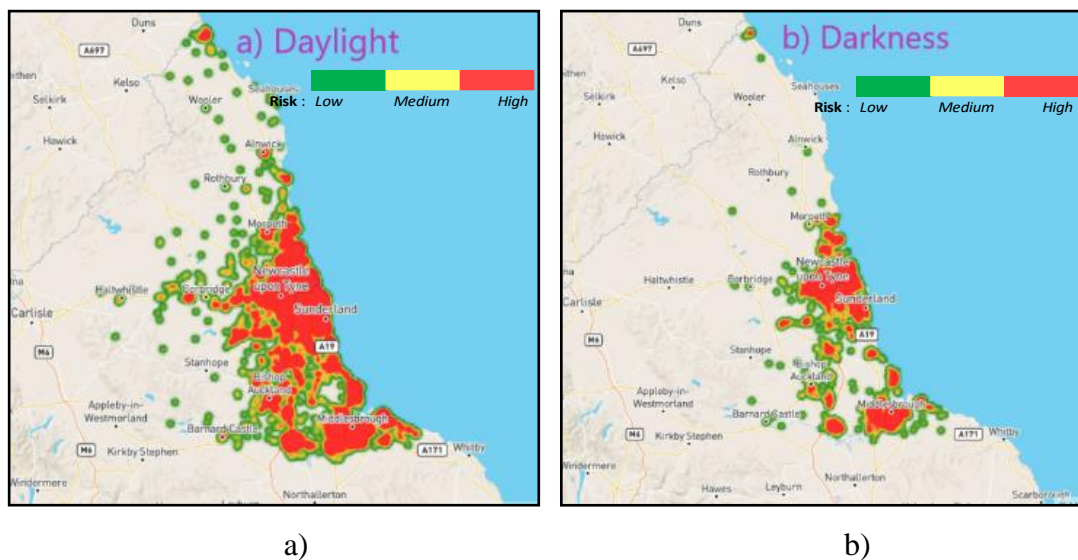 a) Daylight
Risk : Low Medium High
Duns
A697
Kelso
Selkirk
Wooler
Seahouses
Hawick
Alnwick
Rothbury
Morpeth
Newcastle
upon Tyne
Haltwhistle
Corbridge
Carlisle
Sunderland
M6
A19
Stanhope
Bishop
Auckland
Appleby-in-
Westmorland
Middlesbrough
Barnard Castle
M6
Kirkby Stephen
A171
Whitby
Windermere
Northallerton
Leyburn
b) Darkness
Risk : Low Medium High
Duns
A697
Kelso
Selkirk
Wooler
Seahouses
Hawick
Alnwick
Rothbury
Morpeth
Newcastle
upon Tyne
Haltwhistle
Corbridge
Carlisle
Sunderland
M6
A19
Stanhope
Bishop
Auckland
Appleby-in-
Westmorland
Middlesbrough
Barnard Castle
M6
Kirkby Stephen
A171
Whitby
Windermere
Northallerton
Hawes
Leyburn
Scarborough
a)
b)